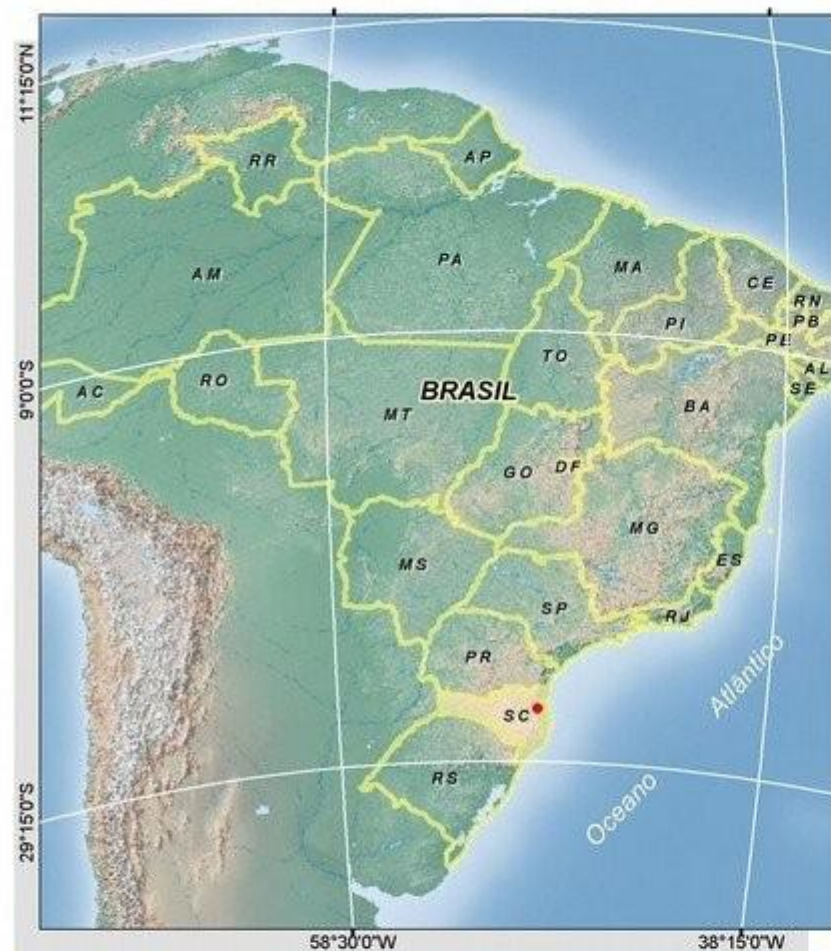 11°15'0"N
RR
AP
AM
PA
MA
CE
RN
PB
PI
PE
9°0'0"S
AC
RO
TO
AL
SE
BRASIL
MT
BA
GO
DF
MG
MS
ES
SP
RJ
PR
SC
Atlântico
Oceano
RS
29°15'0"S
58°30'0"W
38°15'0"W